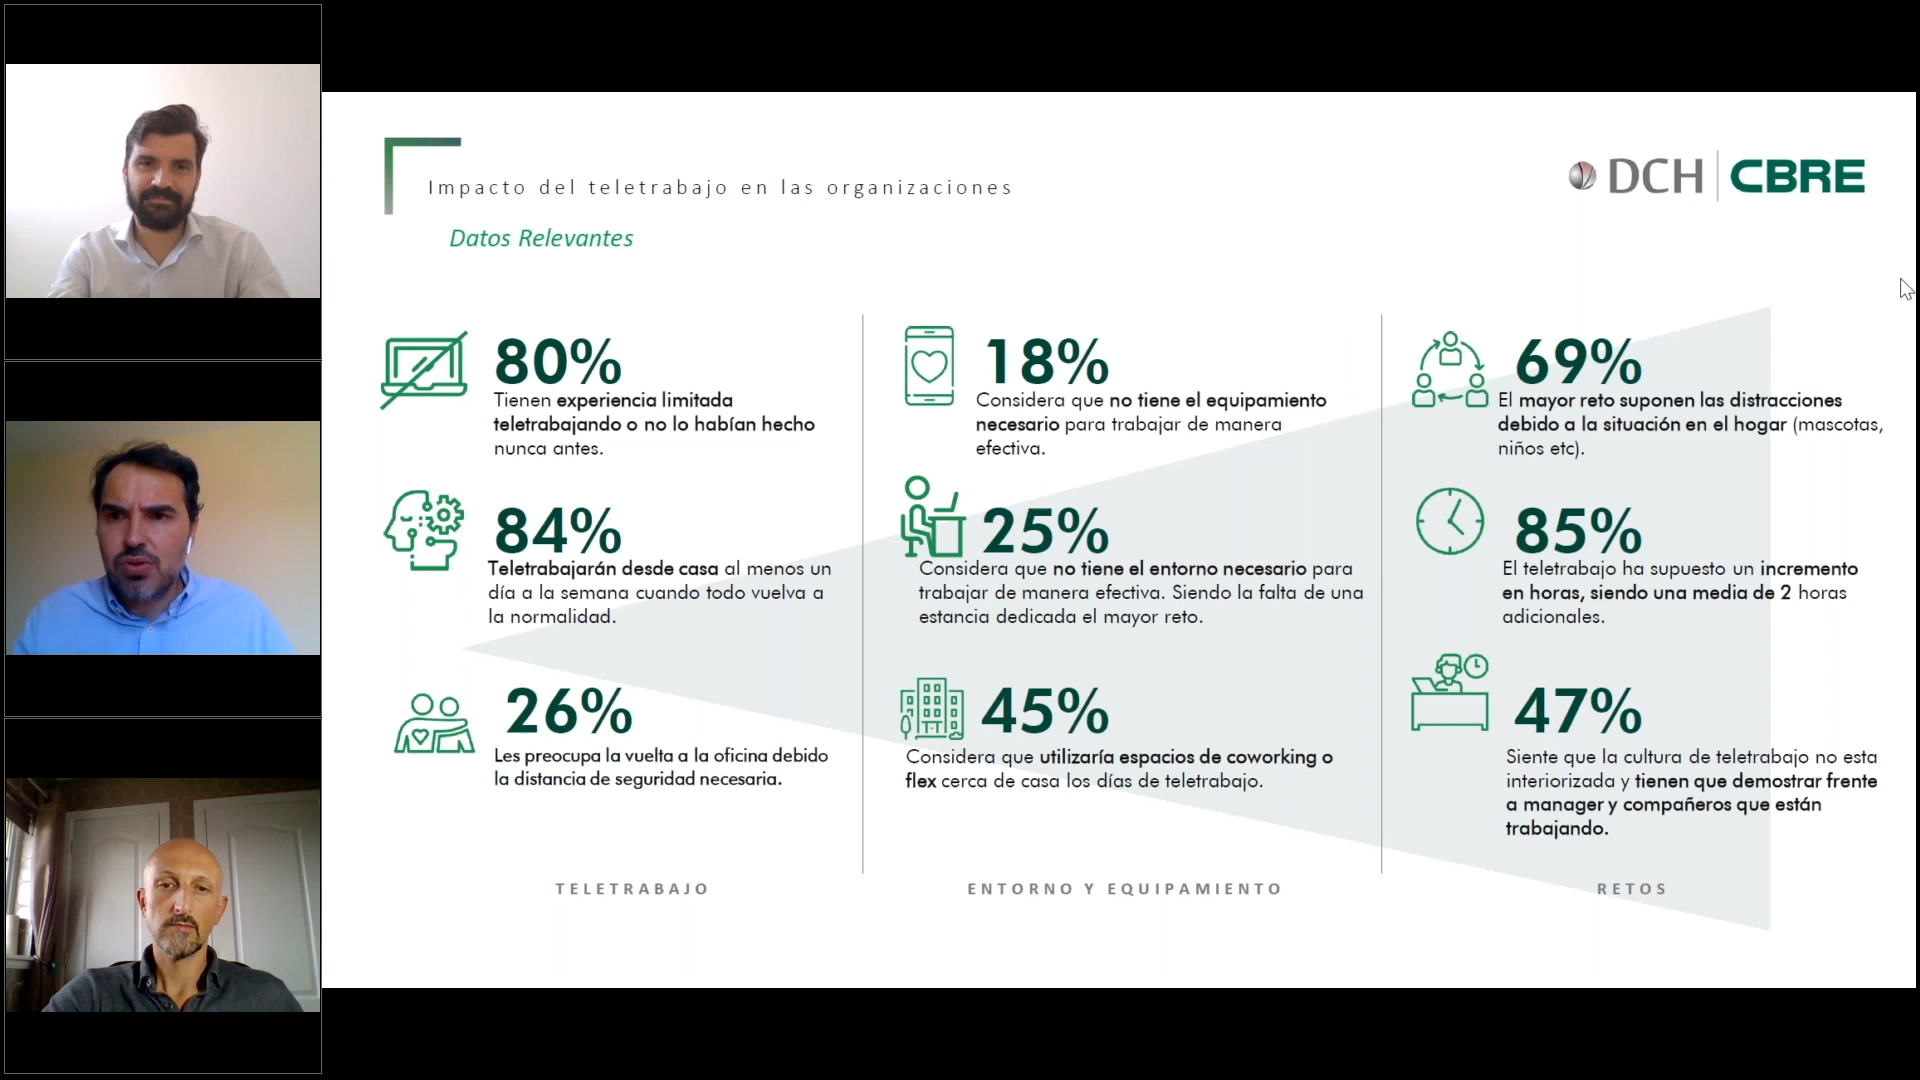 Impacto del teletrabajo en las organizaciones
DCH
CBRE
Datos Relevantes
80%
Tienen experiencia limitada
teletrabajando o no lo habían hecho
nunca antes.
84%
Teletrabajarán desde casa al menos un
día a la semana cuando todo vuelva a
la normalidad.
26%
Les preocupa la vuelta a la oficina debido
la distancia de seguridad necesaria.
TELETRABAJO
18%
Considera que no tiene el equipamiento
necesario para trabajar de manera
efectiva.
25%
Considera que no tiene el entorno necesario para
trabajar de manera efectiva. Siendo la falta de una
estancia dedicada el mayor reto.
45%
Considera que utilizaría espacios de coworking o
flex cerca de casa los días de teletrabajo.
ENTORNO Y EQUIPAMIENTO
69%
El mayor reto suponen las distracciones
debido a la situación en el hogar (mascotas,
niños etc).
85%
El teletrabajo ha supuesto un incremento
en horas, siendo una media de 2 horas
adicionales.
47%
Siente que la cultura de teletrabajo no esta
interiorizada y tienen que demostrar frente
a manager y compañeros que están
trabajando.
RETOS